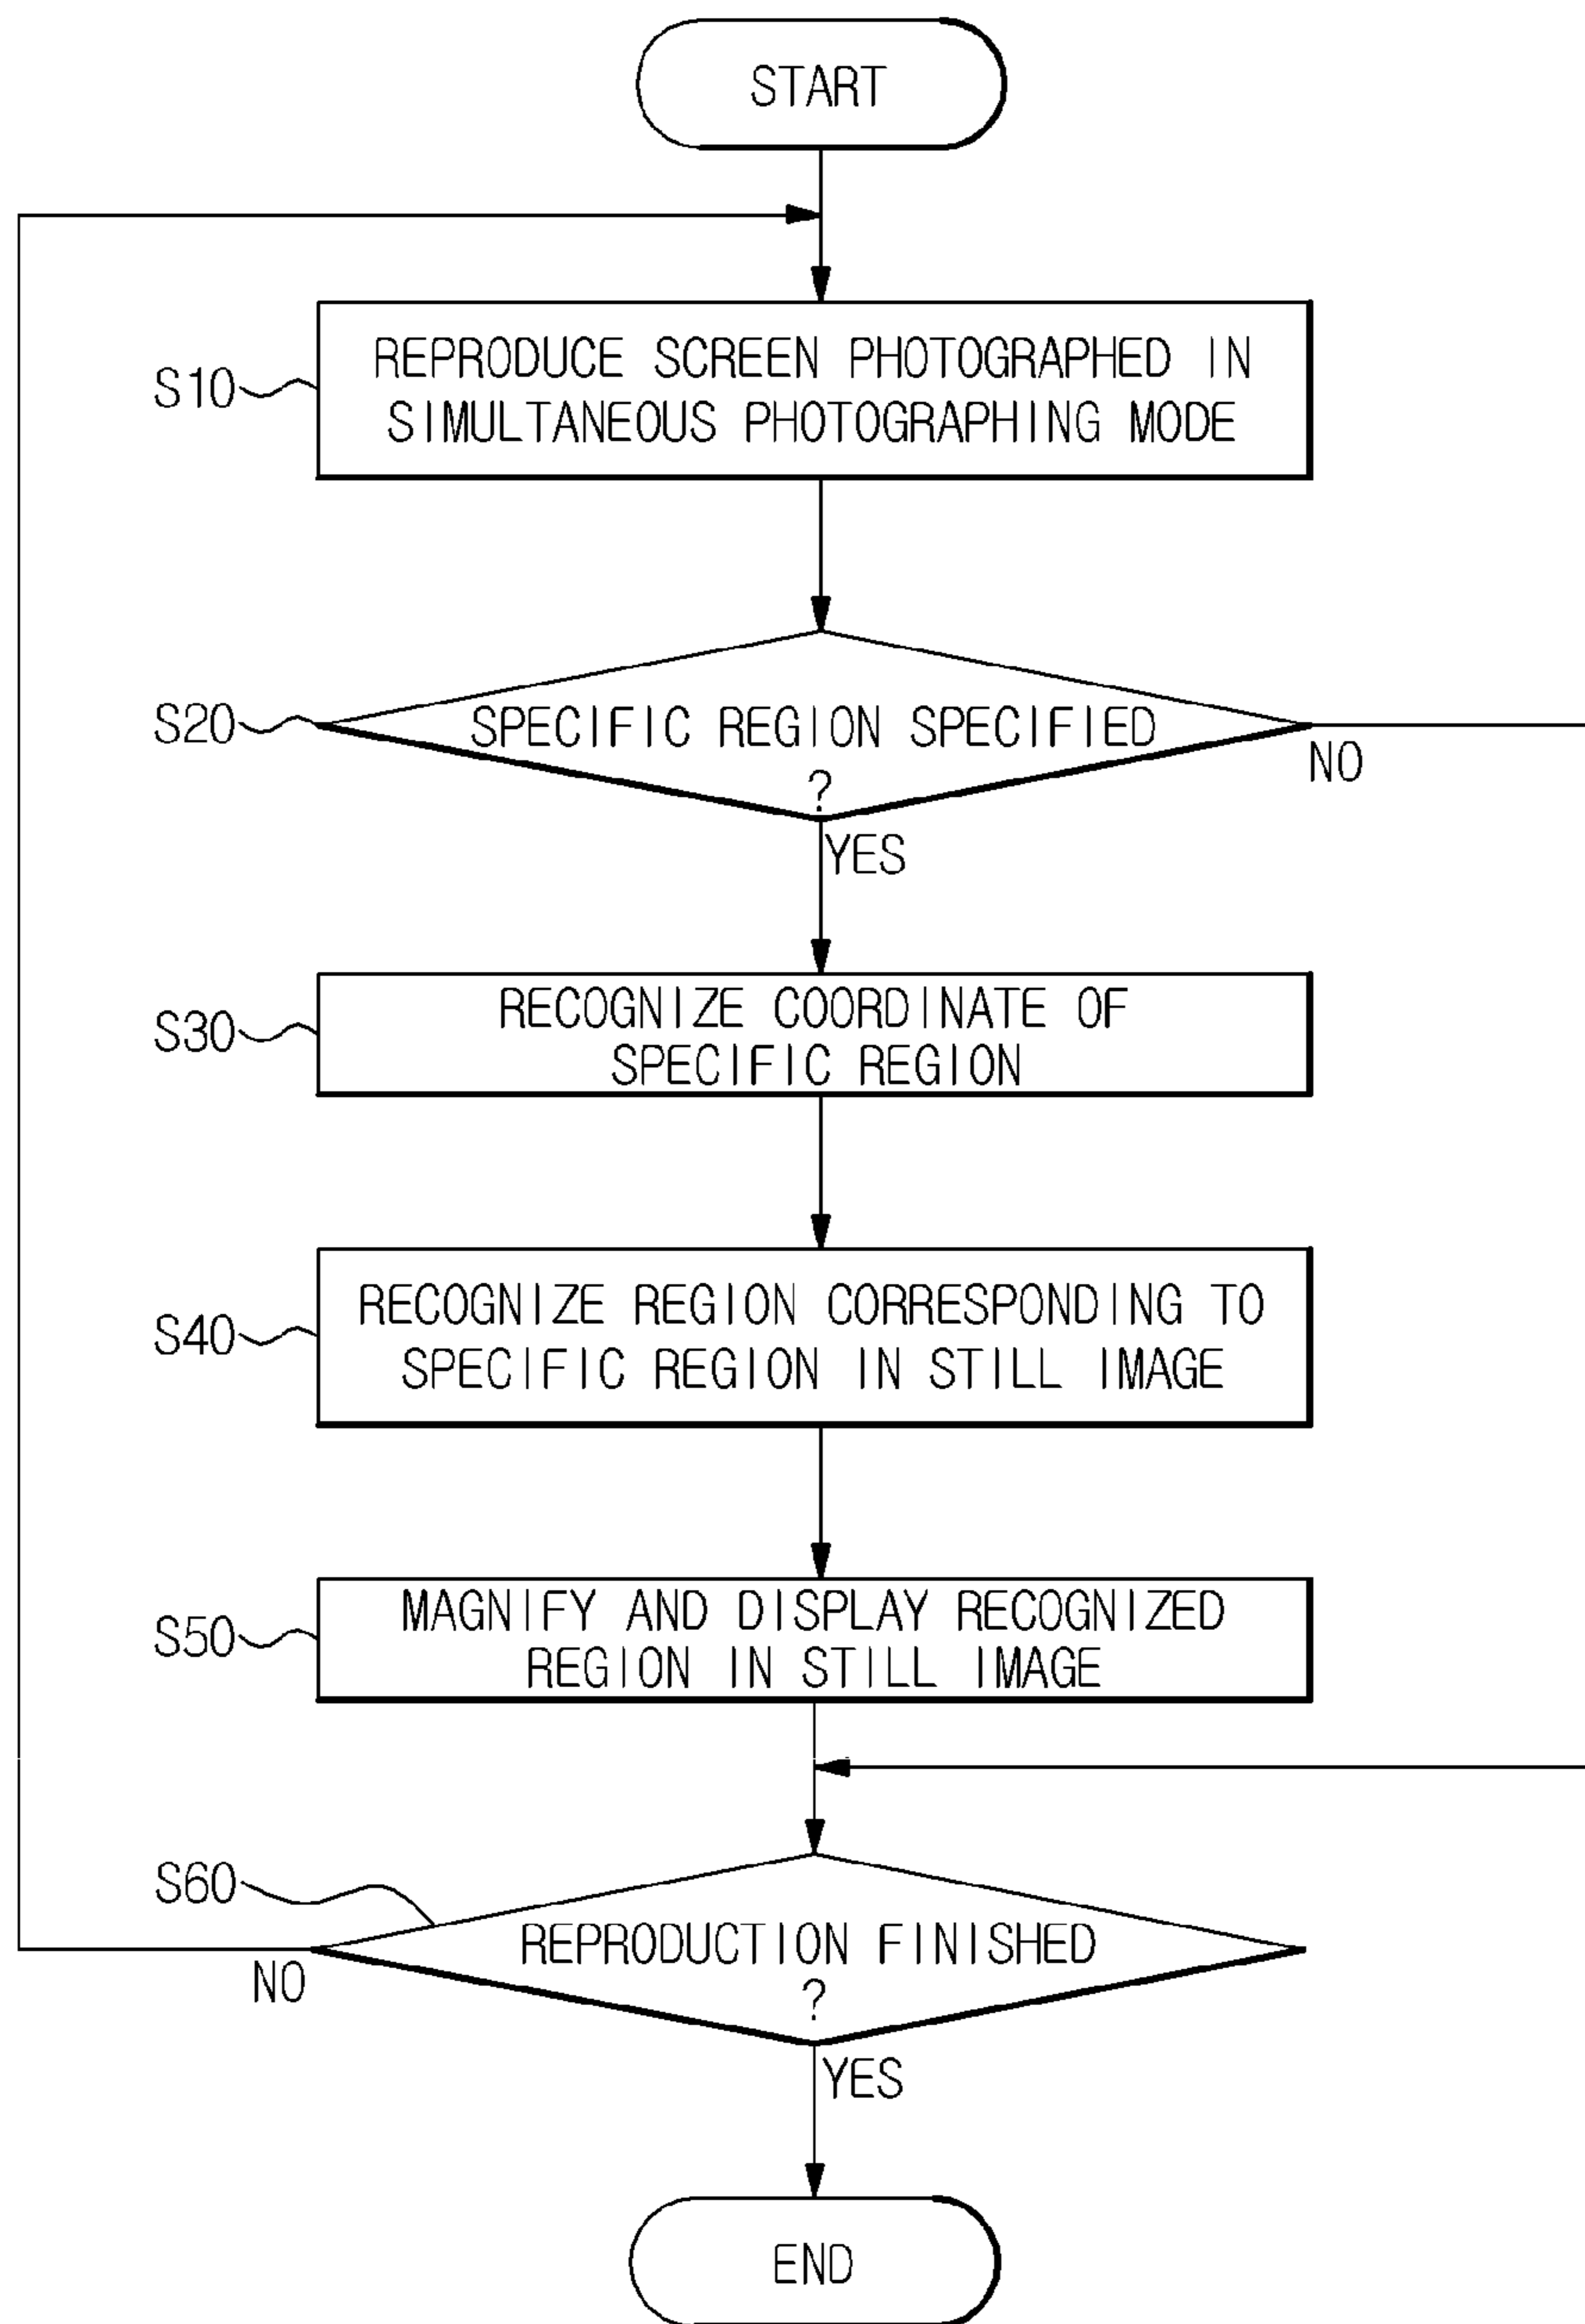 START
S10
REPRODUCE SCREEN PHOTOGRAPHED IN
SIMULTANEOUS PHOTOGRAPHING MODE
S20
SPECIFIC REGION SPECIFIED
?
NO
YES
S30
RECOGNIZE COORDINATE OF
SPECIFIC REGION
S40
RECOGNIZE REGION CORRESPONDING TO
SPECIFIC REGION IN STILL IMAGE
S50
MAGNIFY AND DISPLAY RECOGNIZED
REGION IN STILL IMAGE
S60
REPRODUCTION FINISHED
?
NO
YES
END